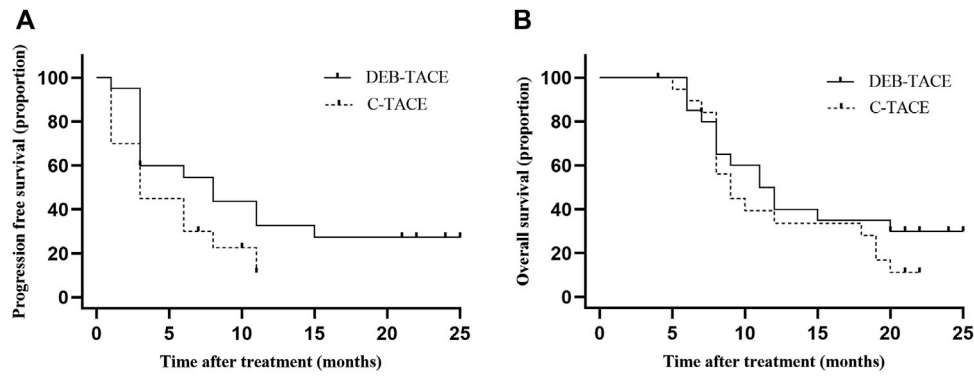 A
Progression free survival (proportion)
100
80
60
40
20
0
DEB-TACE
C-TACE
0 5 10 15 20 25
Time after treatment (months)
B
Overall survival (proportion)
100
80
60
40
20
0
DEB-TACE
C-TACE
0 5 10 15 20 25
Time after treatment (months)